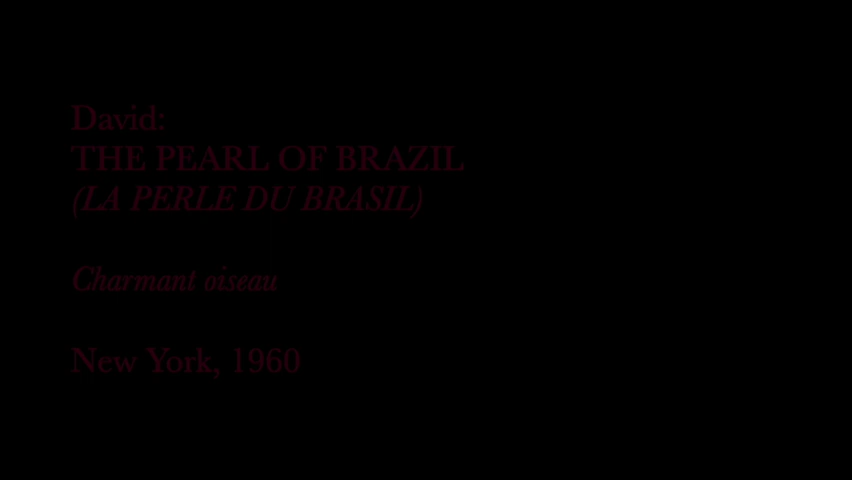 David:
THE PEARL OF BRAZIL
(LA PERLE DU BRASIL)
Charmant oiseau
New York, 1960